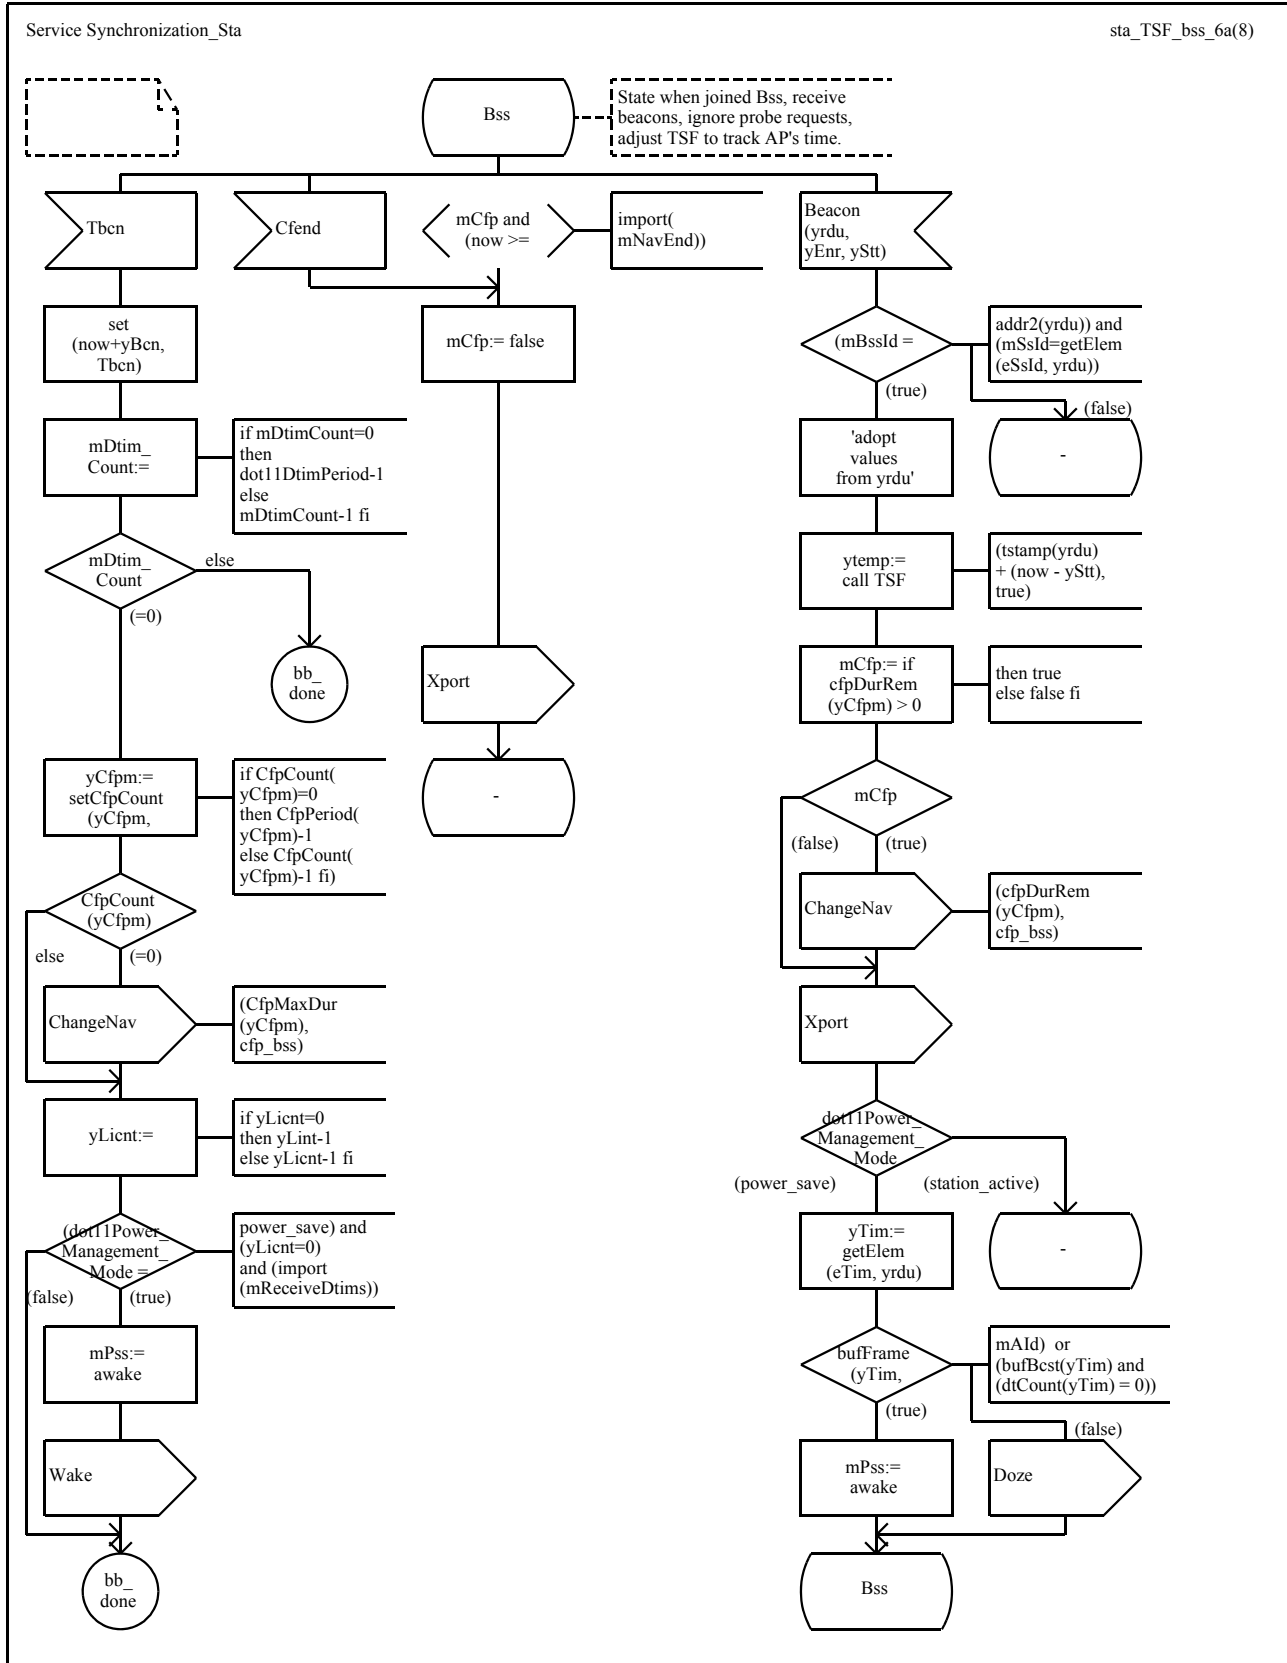 Service Synchronization_Sta
sta_TSF_bss_6a(8)
Bss
State when joined Bss, receive
beacons, ignore probe requests,
adjust TSF to track AP's time.
Tbcn
Cfend
mCfp and
(now >=
import(
mNavEnd))
Beacon
(yrdu,
yEnr, yStt)
set
(now+yBcn,
Tbcn)
mCfp:= false
(mBssId =
addr2(yrdu)) and
(mSsId=getElem
(eSsId, yrdu))
(true)
(false)
mDtim_
Count:=
if mDtimCount=0
then
dot11DtimPeriod-1
else
mDtimCount-1 fi
'adopt
values
from yrdu'
-
mDtim_
Count
else
(=0)
ytemp:=
call TSF
(tstamp(yrdu)
+ (now - yStt),
true)
bb_
done
Xport
mCfp:= if
cfpDurRem
(yCfpm) > 0
then true
else false fi
yCfpm:=
setCfpCount
(yCfpm,
if CfpCount(
yCfpm)=0
then CfpPeriod(
yCfpm)-1
else CfpCount(
yCfpm)-1 fi)
-
mCfp
(false)
(true)
CfpCount
(yCfpm)
else
(=0)
ChangeNav
(cfpDurRem
(yCfpm),
cfp_bss)
ChangeNav
(CfpMaxDur
(yCfpm),
cfp_bss)
Xport
yLicnt:=
if yLicnt=0
then yLint-1
else yLicnt-1 fi
dot11Power_
Management_
Mode
(power_save)
(station_active)
(dot11Power_
Management_
Mode =
power_save) and
(yLicnt=0)
and (import
(mReceiveDtims))
(false)
(true)
yTim:=
getElem
(eTim, yrdu)
-
mPss:=
awake
bufFrame
(yTim,
mAId)  or
(bufBcst(yTim) and
(dtCount(yTim) = 0))
(true)
(false)
Wake
mPss:=
awake
Doze
bb_
done
Bss